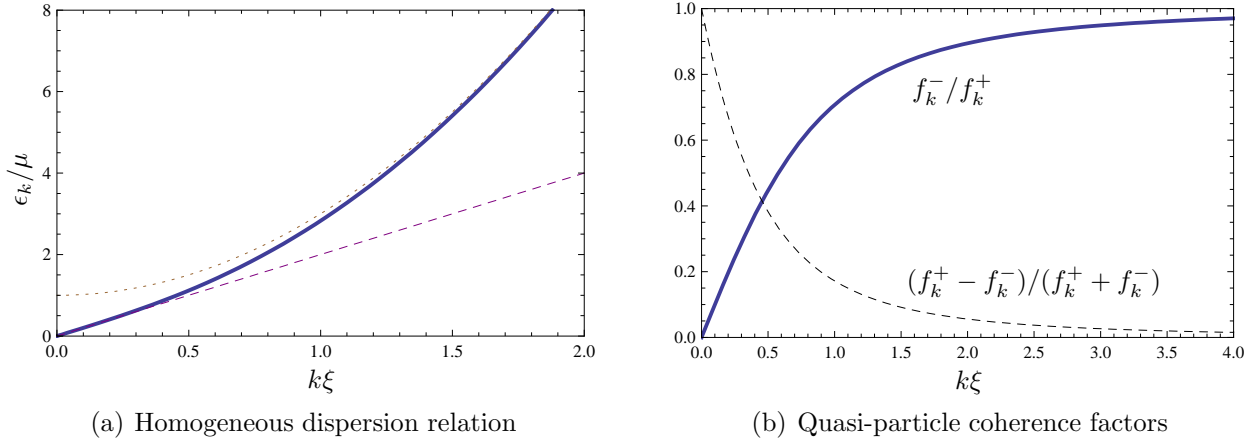 8
6
4
2
0
0.0 0.5 1.0 1.5 2.0
ϵ_k/μ
kξ
(a) Homogeneous dispersion relation
1.0
0.8
0.6
0.4
0.2
0.0
0.0 0.5 1.0 1.5 2.0 2.5 3.0 3.5 4.0
f_k^-/f_k^+
(f_k^+ − f_k^-)/(f_k^+ + f_k^-)
kξ
(b) Quasi-particle coherence factors